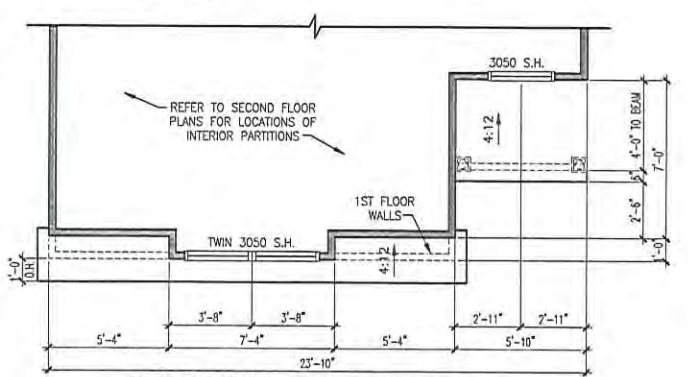 3050 S.H.
REFER TO SECOND FLOOR
PLANS FOR LOCATIONS OF
INTERIOR PARTITIONS
4:12
4'-0" TO BEAM
6"
7'-0"
2'-6"
1'-0"
1ST FLOOR
WALLS
TWIN 3050 S.H.
4:12
1'-0"
O.H.
3'-8"
3'-8"
2'-11"
2'-11"
5'-4"
7'-4"
5'-4"
5'-10"
23'-10"